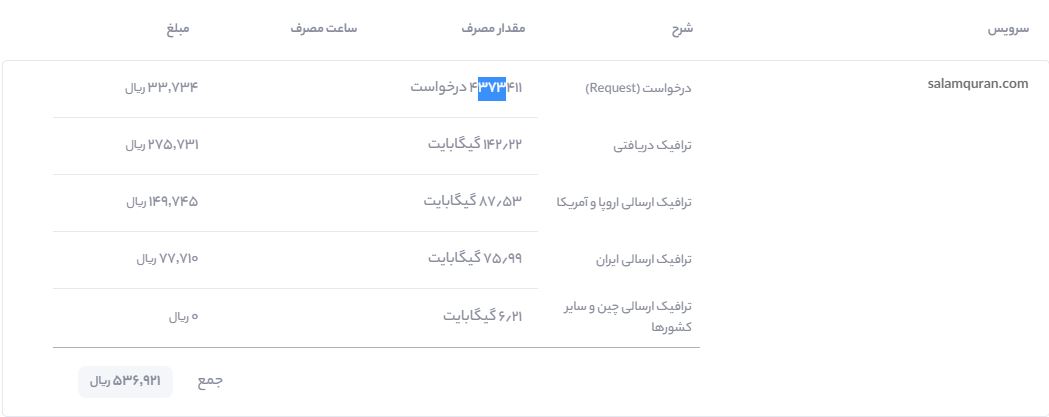 سرویس شرح مقدار مصرف ساعت مصرف مبلغ
salamquran.com درخواست (Request) ۴۳۷۳۴۱۱ درخواست ۳۳,۷۳۴ ریال
ترافیک دریافتی ۱۴۲٫۲۲ گیگابایت ۲۷۵,۷۳۱ ریال
ترافیک ارسالی اروپا و آمریکا ۸۷٫۵۳ گیگابایت ۱۴۹,۷۴۵ ریال
ترافیک ارسالی ایران ۷۵٫۹۹ گیگابایت ۷۷,۷۱۰ ریال
ترافیک ارسالی چین و سایر
کشورها ۶٫۲۱ گیگابایت ۰ ریال
جمع ۵۳۶,۹۲۱ ریال